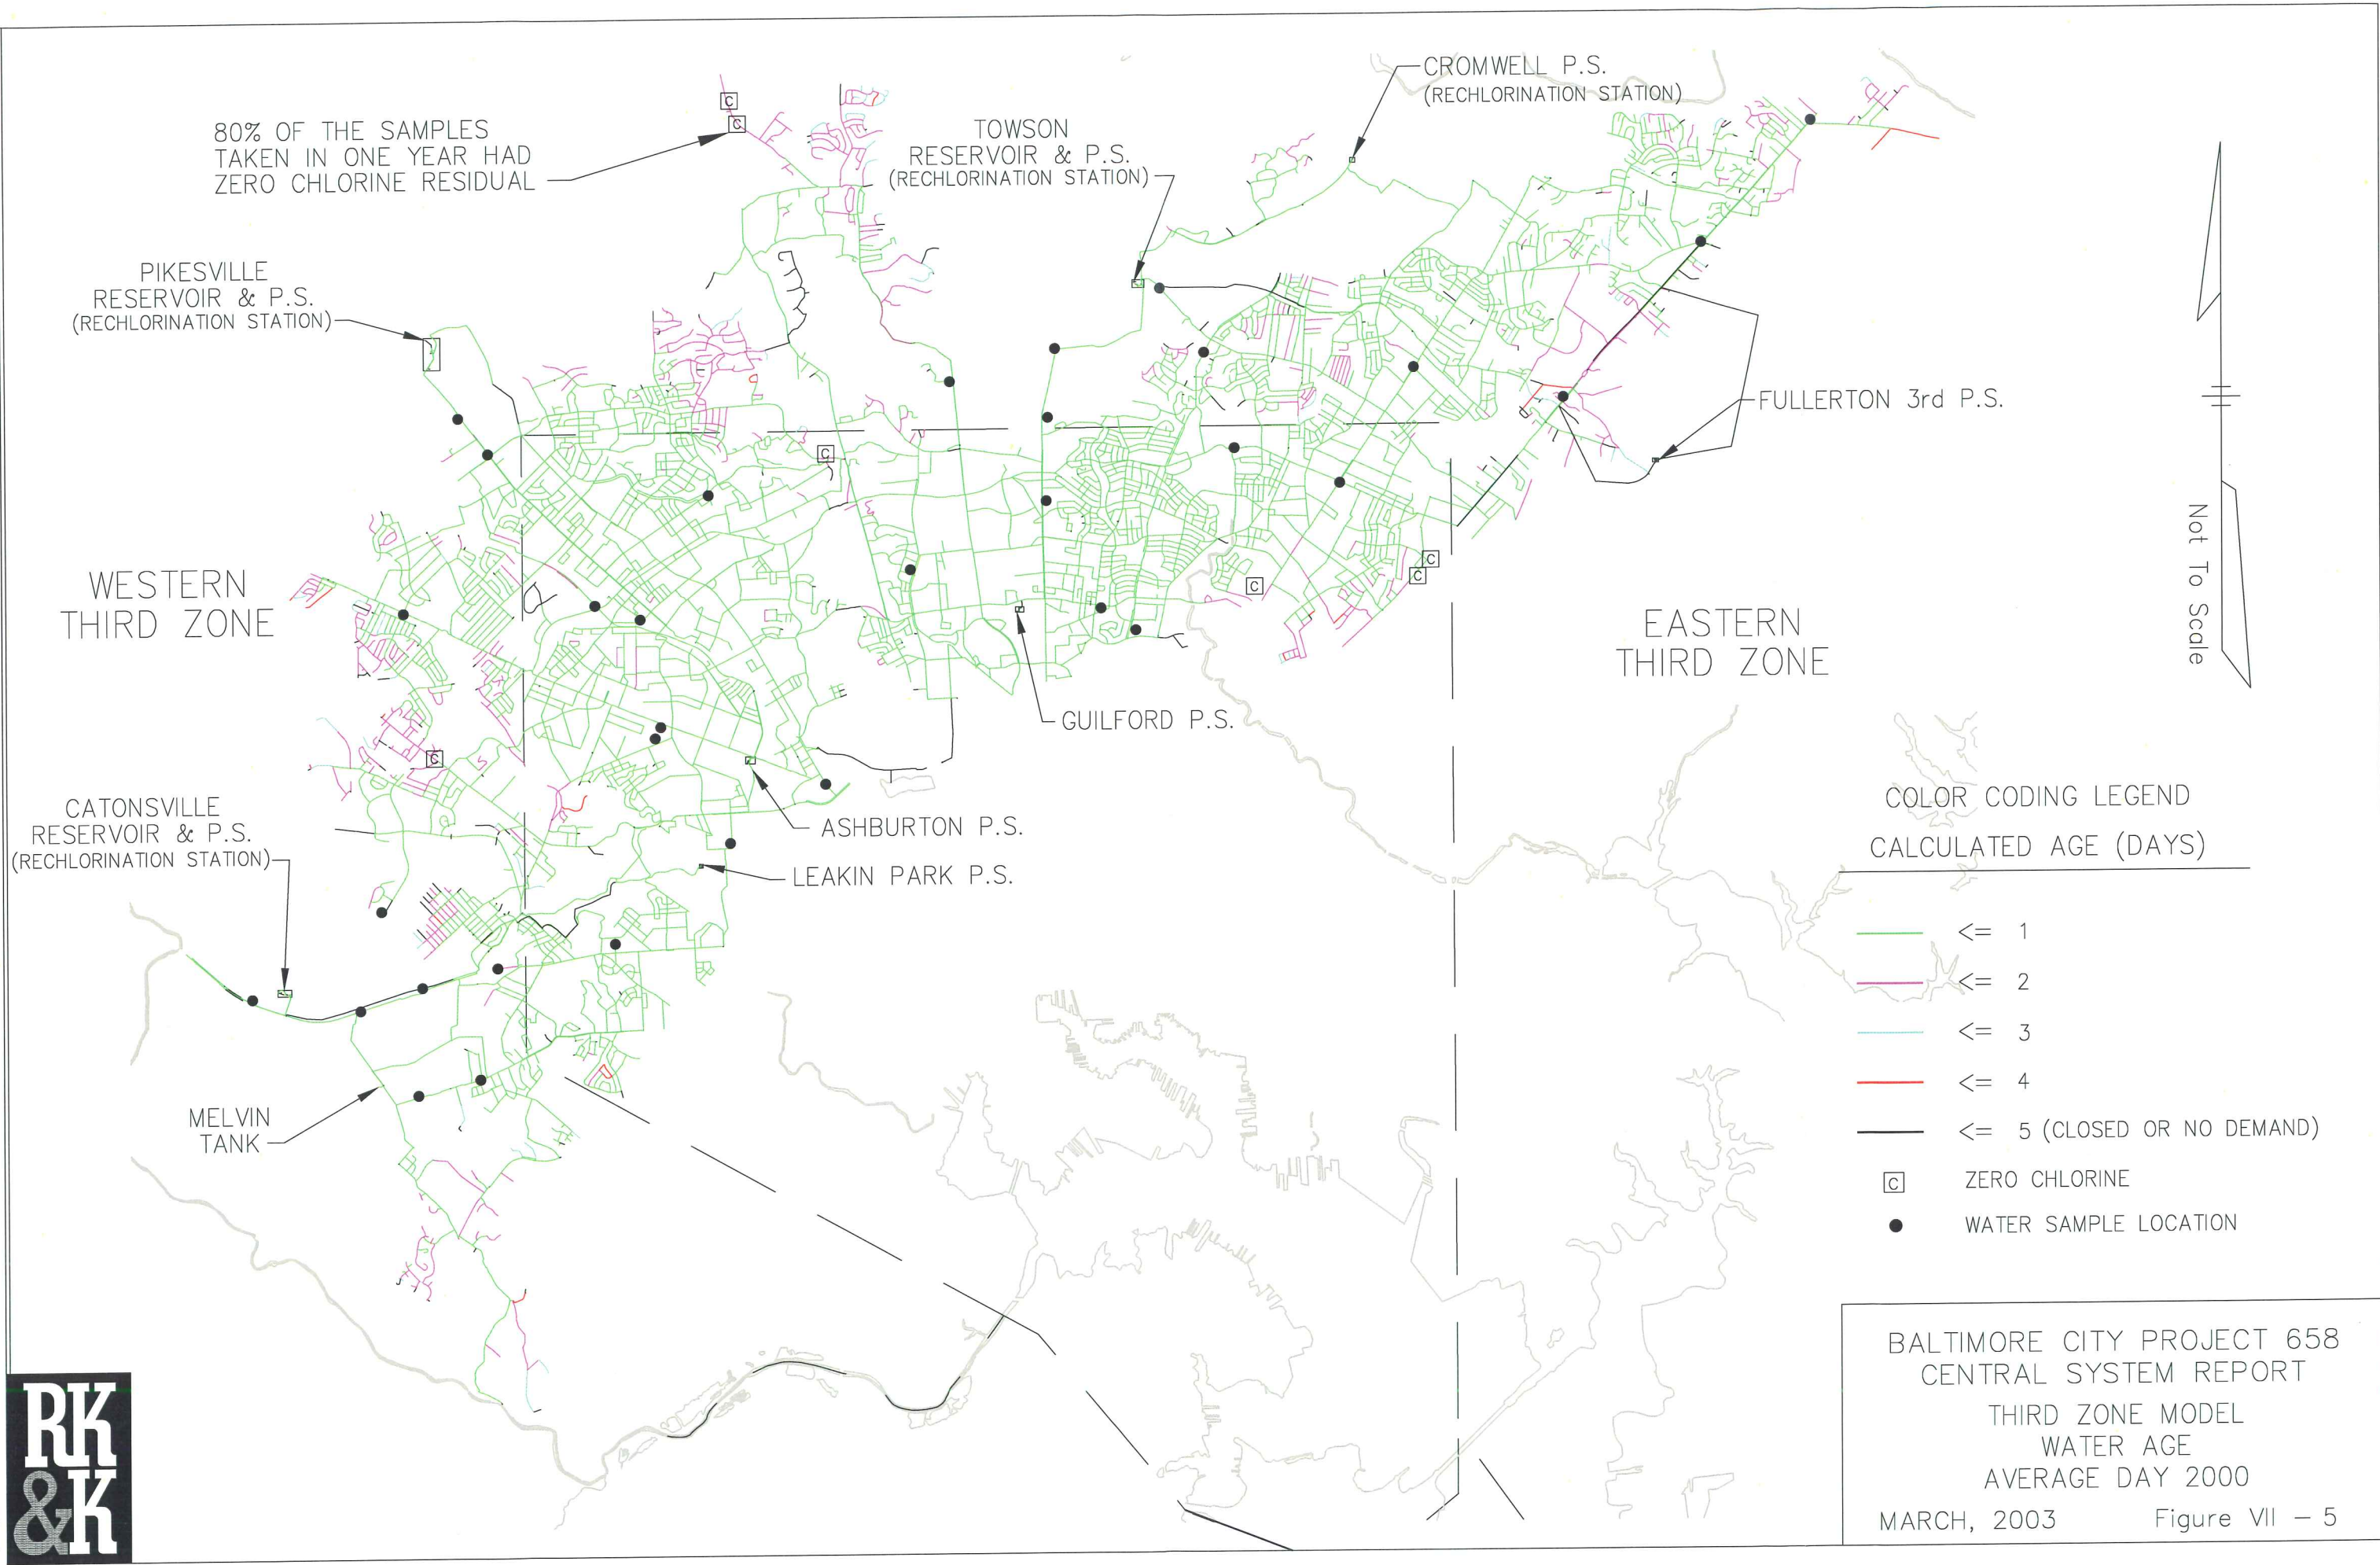 80% OF THE SAMPLES
TAKEN IN ONE YEAR HAD
ZERO CHLORINE RESIDUAL
C
C
TOWSON
RESERVOIR & P.S.
(RECHLORINATION STATION)
CROMWELL P.S.
(RECHLORINATION STATION)
PIKESVILLE
RESERVOIR & P.S.
(RECHLORINATION STATION)
FULLERTON 3rd P.S.
C
C
C
C
WESTERN
THIRD ZONE
EASTERN
THIRD ZONE
Not To Scale
GUILFORD P.S.
C
CATONSVILLE
RESERVOIR & P.S.
(RECHLORINATION STATION)
ASHBURTON P.S.
LEAKIN PARK P.S.
MELVIN
TANK
COLOR CODING LEGEND
CALCULATED AGE (DAYS)
<= 1
<= 2
<= 3
<= 4
<= 5 (CLOSED OR NO DEMAND)
C ZERO CHLORINE
WATER SAMPLE LOCATION
BALTIMORE CITY PROJECT 658
CENTRAL SYSTEM REPORT
THIRD ZONE MODEL
WATER AGE
AVERAGE DAY 2000
MARCH, 2003 Figure VII - 5
RK
&K